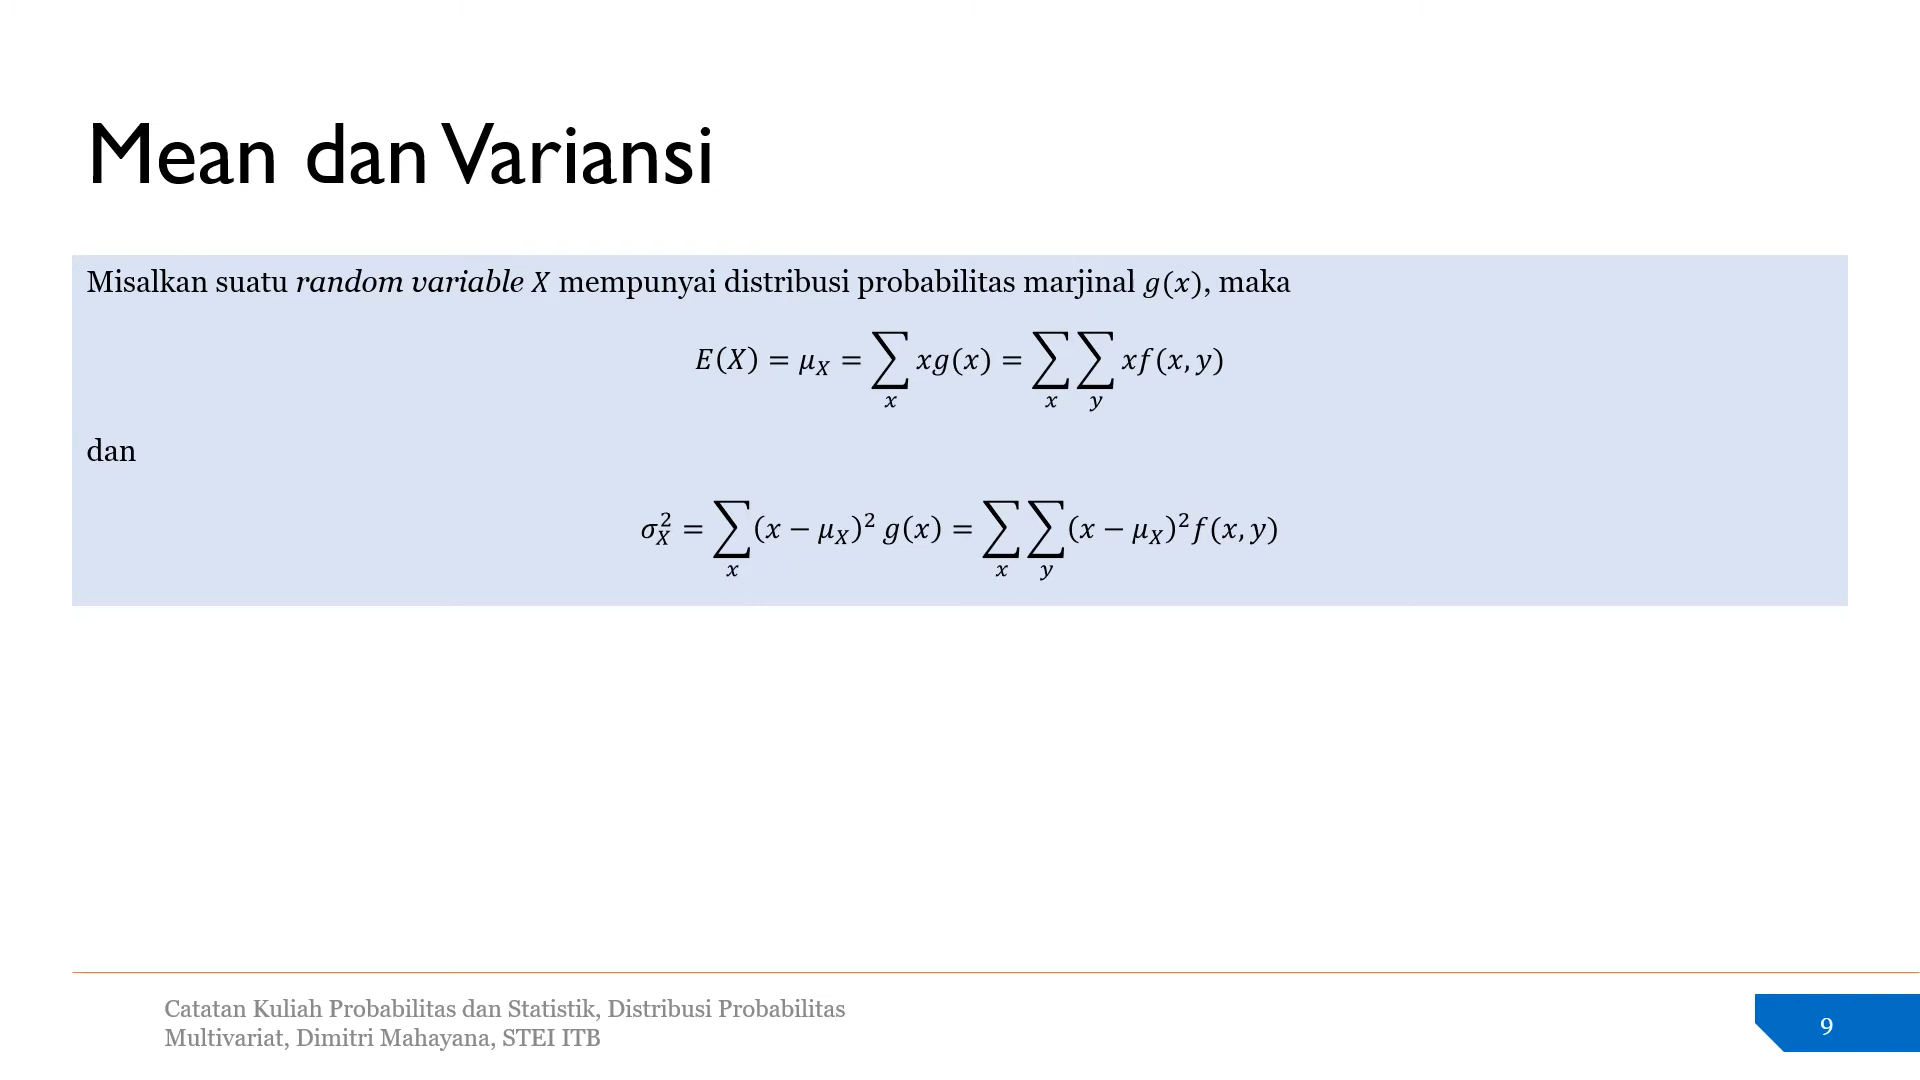 Mean dan Variansi
Misalkan suatu random variable X mempunyai distribusi probabilitas marjinal g(x), maka
E(X) = μ_X = ∑_x xg(x) = ∑_x ∑_y xf(x, y)
dan
σ_X^2 = ∑_x (x − μ_X)^2 g(x) = ∑_x ∑_y (x − μ_X)^2 f(x, y)
Catatan Kuliah Probabilitas dan Statistik, Distribusi Probabilitas
Multivariat, Dimitri Mahayana, STEI ITB
9